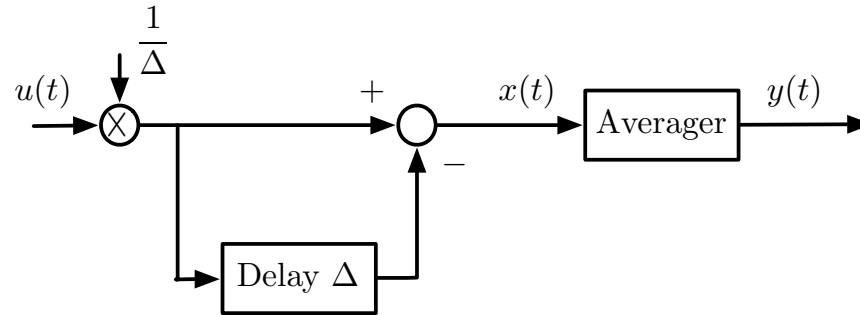 1
Δ
u(t)
×
+
x(t)
Averager
y(t)
−
Delay Δ